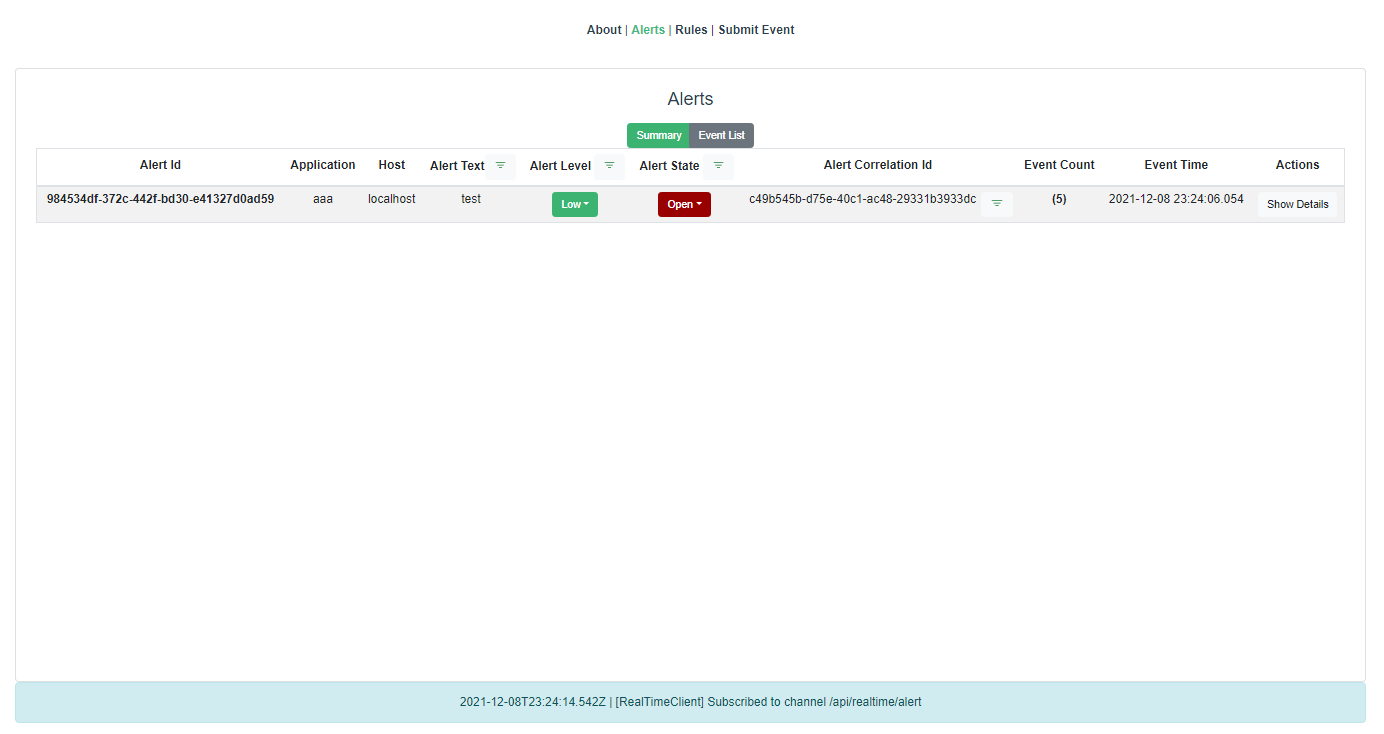 About | Alerts | Rules | Submit Event
Alerts
Summary Event List
Alert Id Application Host Alert Text Alert Level Alert State Alert Correlation Id Event Count Event Time Actions
984534df-372c-442f-bd30-e41327d0ad59 aaa localhost test Low Open c49b545b-d75e-40c1-ac48-29331b3933dc (5) 2021-12-08 23:24:06.054 Show Details
2021-12-08T23:24:14.542Z | [RealTimeClient] Subscribed to channel /api/realtime/alert